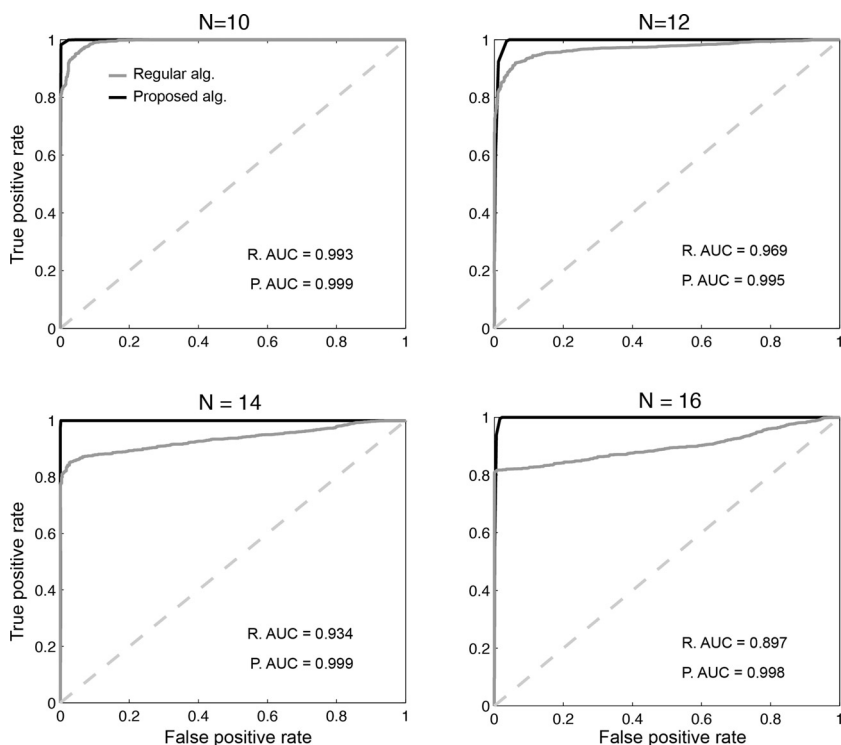 N=10
1
0.8
0.6
0.4
0.2
0
True positive rate
Regular alg.
Proposed alg.
R. AUC = 0.993
P. AUC = 0.999
0 0.2 0.4 0.6 0.8 1
N=12
1
0.8
0.6
0.4
0.2
0
R. AUC = 0.969
P. AUC = 0.995
0 0.2 0.4 0.6 0.8 1
N = 14
1
0.8
0.6
0.4
0.2
0
True positive rate
R. AUC = 0.934
P. AUC = 0.999
0 0.2 0.4 0.6 0.8 1
False positive rate
N = 16
1
0.8
0.6
0.4
0.2
0
R. AUC = 0.897
P. AUC = 0.998
0 0.2 0.4 0.6 0.8 1
False positive rate